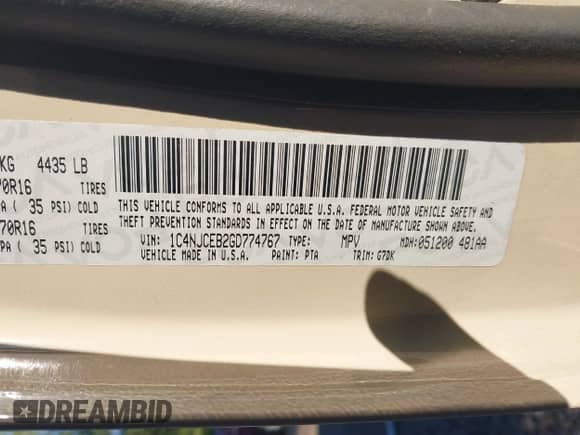 KG 4435 LB
70R16 TIRES
PA ( 35 PSI) COLD
70R16 TIRES
PA ( 35 PSI) COLD
THIS VEHICLE CONFORMS TO ALL APPLICABLE U.S.A. FEDERAL MOTOR VEHICLE SAFETY AND
THEFT PREVENTION STANDARDS IN EFFECT ON THE DATE OF MANUFACTURE SHOWN ABOVE.
VIN: 1C4NJCEB2GD774767 TYPE: MPV MDH:051200 481AA
VEHICLE MADE IN U.S.A. PAINT: PTA TRIM: G7DK
DREAMBID